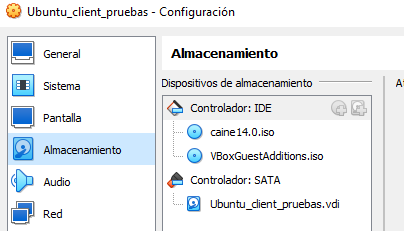 Ubuntu_client_pruebas - Configuración
General
Sistema
Pantalla
Almacenamiento
Audio
Red
Almacenamiento
Dispositivos de almacenamiento
Controlador: IDE
caine14.0.iso
VBoxGuestAdditions.iso
Controlador: SATA
Ubuntu_client_pruebas.vdi